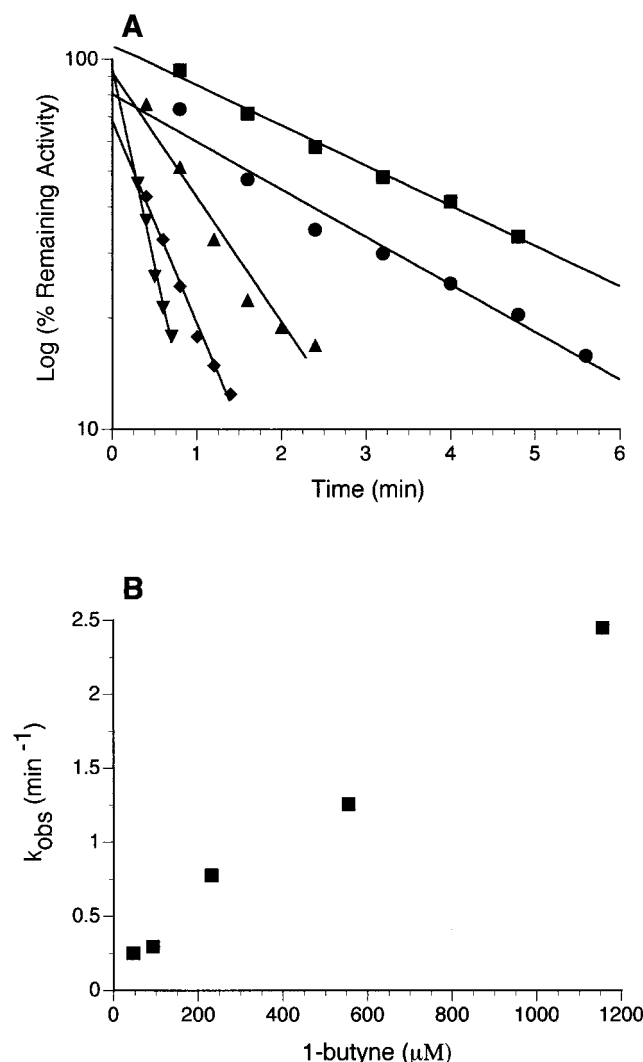 A
100
10
Log (% Remaining Activity)
0 1 2 3 4 5 6
Time (min)
B
2.5
2
1.5
1
0.5
0
kobs (min -1)
0 200 400 600 800 1000 1200
1-butyne (μM)